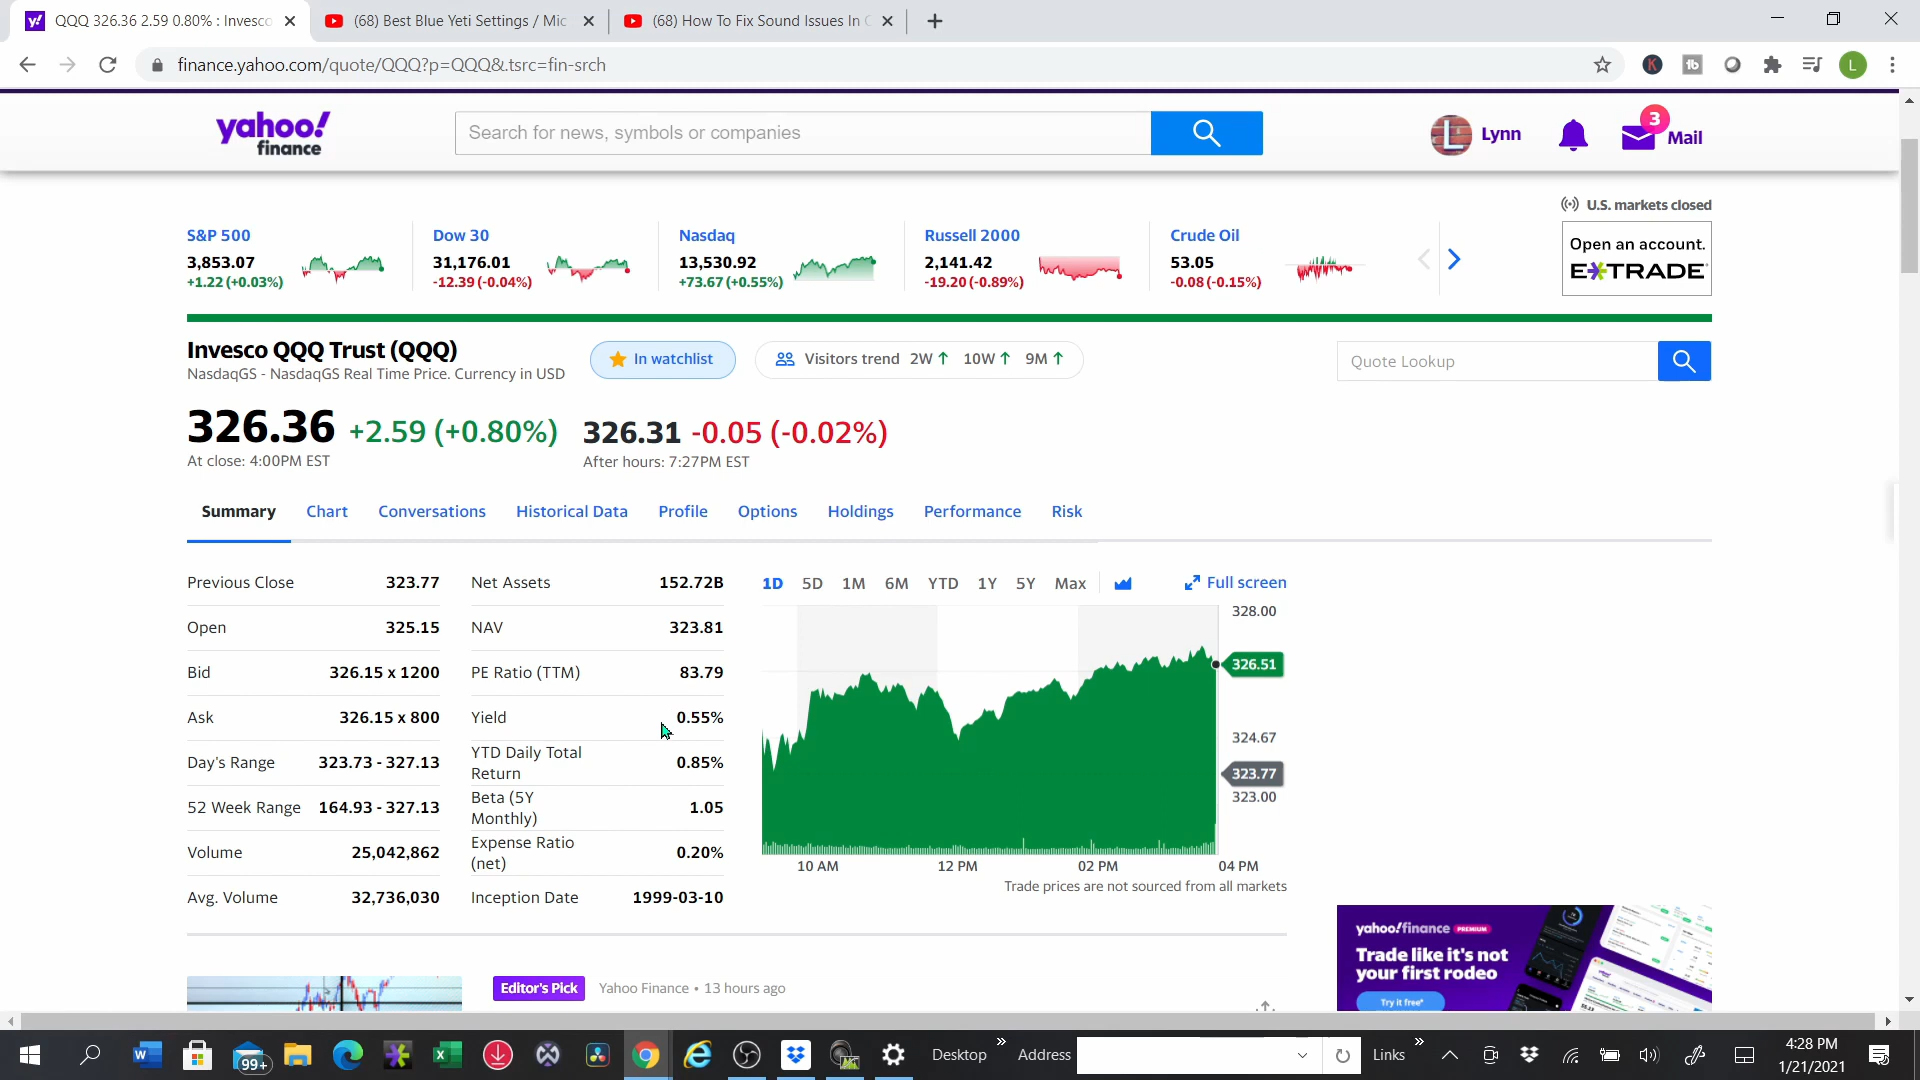 QQQ 326.36 2.59 0.80% : Invesco
(68) Best Blue Yeti Settings / Mic
(68) How To Fix Sound Issues In
finance.yahoo.com/quote/QQQ?p=QQQ&.tsrc=fin-srch
K
tb
L
yahoo!
finance
Search for news, symbols or companies
L
Lynn
3
Mail
U.S. markets closed
S&P 500
3,853.07
+1.22 (+0.03%)
Dow 30
31,176.01
-12.39 (-0.04%)
Nasdaq
13,530.92
+73.67 (+0.55%)
Russell 2000
2,141.42
-19.20 (-0.89%)
Crude Oil
53.05
-0.08 (-0.15%)
Open an account.
E*TRADE
Invesco QQQ Trust (QQQ)
NasdaqGS - NasdaqGS Real Time Price. Currency in USD
In watchlist
Visitors trend 2W↑ 10W↑ 9M↑
Quote Lookup
326.36 +2.59 (+0.80%)
At close: 4:00PM EST
326.31 -0.05 (-0.02%)
After hours: 7:27PM EST
Summary Chart Conversations Historical Data Profile Options Holdings Performance Risk
Previous Close 323.77
Open 325.15
Bid 326.15 x 1200
Ask 326.15 x 800
Day's Range 323.73 - 327.13
52 Week Range 164.93 - 327.13
Volume 25,042,862
Avg. Volume 32,736,030
Net Assets 152.72B
NAV 323.81
PE Ratio (TTM) 83.79
Yield 0.55%
YTD Daily Total
Return 0.85%
Beta (5Y
Monthly) 1.05
Expense Ratio
(net) 0.20%
Inception Date 1999-03-10
1D 5D 1M 6M YTD 1Y 5Y Max
Full screen
328.00
326.51
324.67
323.77
323.00
10 AM 12 PM 02 PM 04 PM
Trade prices are not sourced from all markets
Editor's Pick
Yahoo Finance • 13 hours ago
yahoo!finance PREMIUM
Trade like it's not
your first rodeo
Try it free*
99+
Desktop
Address
Links
4:28 PM
1/21/2021